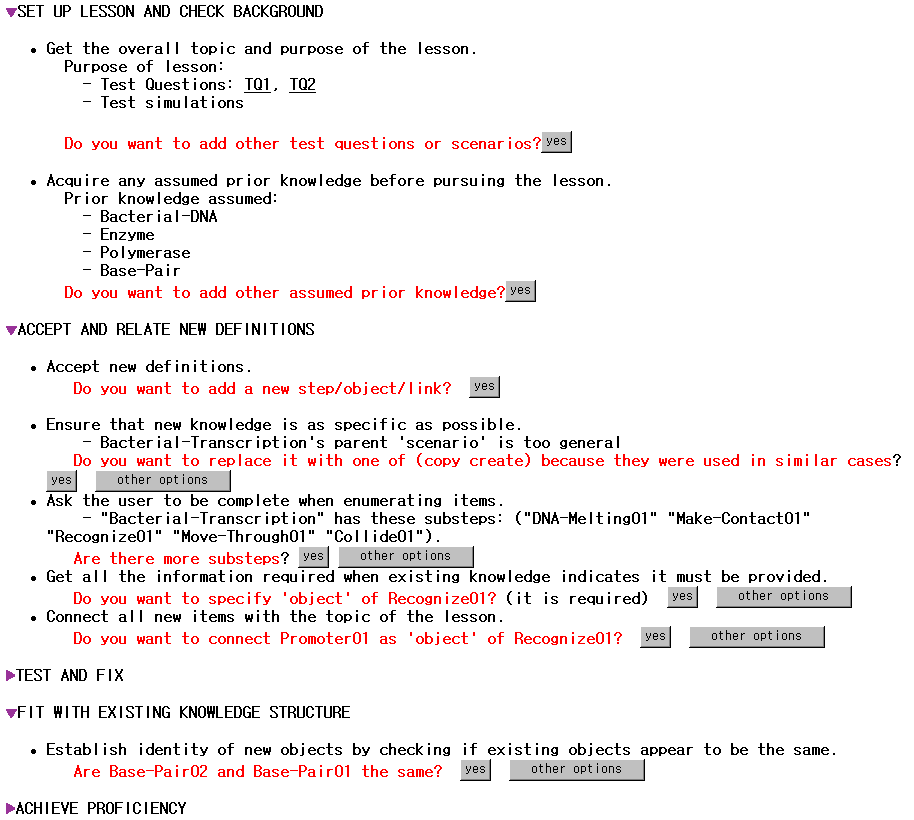 ▼SET UP LESSON AND CHECK BACKGROUND
• Get the overall topic and purpose of the lesson.
Purpose of lesson:
- Test Questions: TQ1, TQ2
- Test simulations
Do you want to add other test questions or scenarios? yes
• Acquire any assumed prior knowledge before pursuing the lesson.
Prior knowledge assumed:
- Bacterial-DNA
- Enzyme
- Polymerase
- Base-Pair
Do you want to add other assumed prior knowledge? yes
▼ACCEPT AND RELATE NEW DEFINITIONS
• Accept new definitions.
Do you want to add a new step/object/link? yes
• Ensure that new knowledge is as specific as possible.
- Bacterial-Transcription's parent 'scenario' is too general
Do you want to replace it with one of (copy create) because they were used in similar cases?
yes other options
• Ask the user to be complete when enumerating items.
- "Bacterial-Transcription" has these substeps: ("DNA-Melting01" "Make-Contact01"
"Recognize01" "Move-Through01" "Collide01").
Are there more substeps? yes other options
• Get all the information required when existing knowledge indicates it must be provided.
Do you want to specify 'object' of Recognize01? (it is required) yes other options
• Connect all new items with the topic of the lesson.
Do you want to connect Promoter01 as 'object' of Recognize01? yes other options
▶TEST AND FIX
▼FIT WITH EXISTING KNOWLEDGE STRUCTURE
• Establish identity of new objects by checking if existing objects appear to be the same.
Are Base-Pair02 and Base-Pair01 the same? yes other options
▶ACHIEVE PROFICIENCY